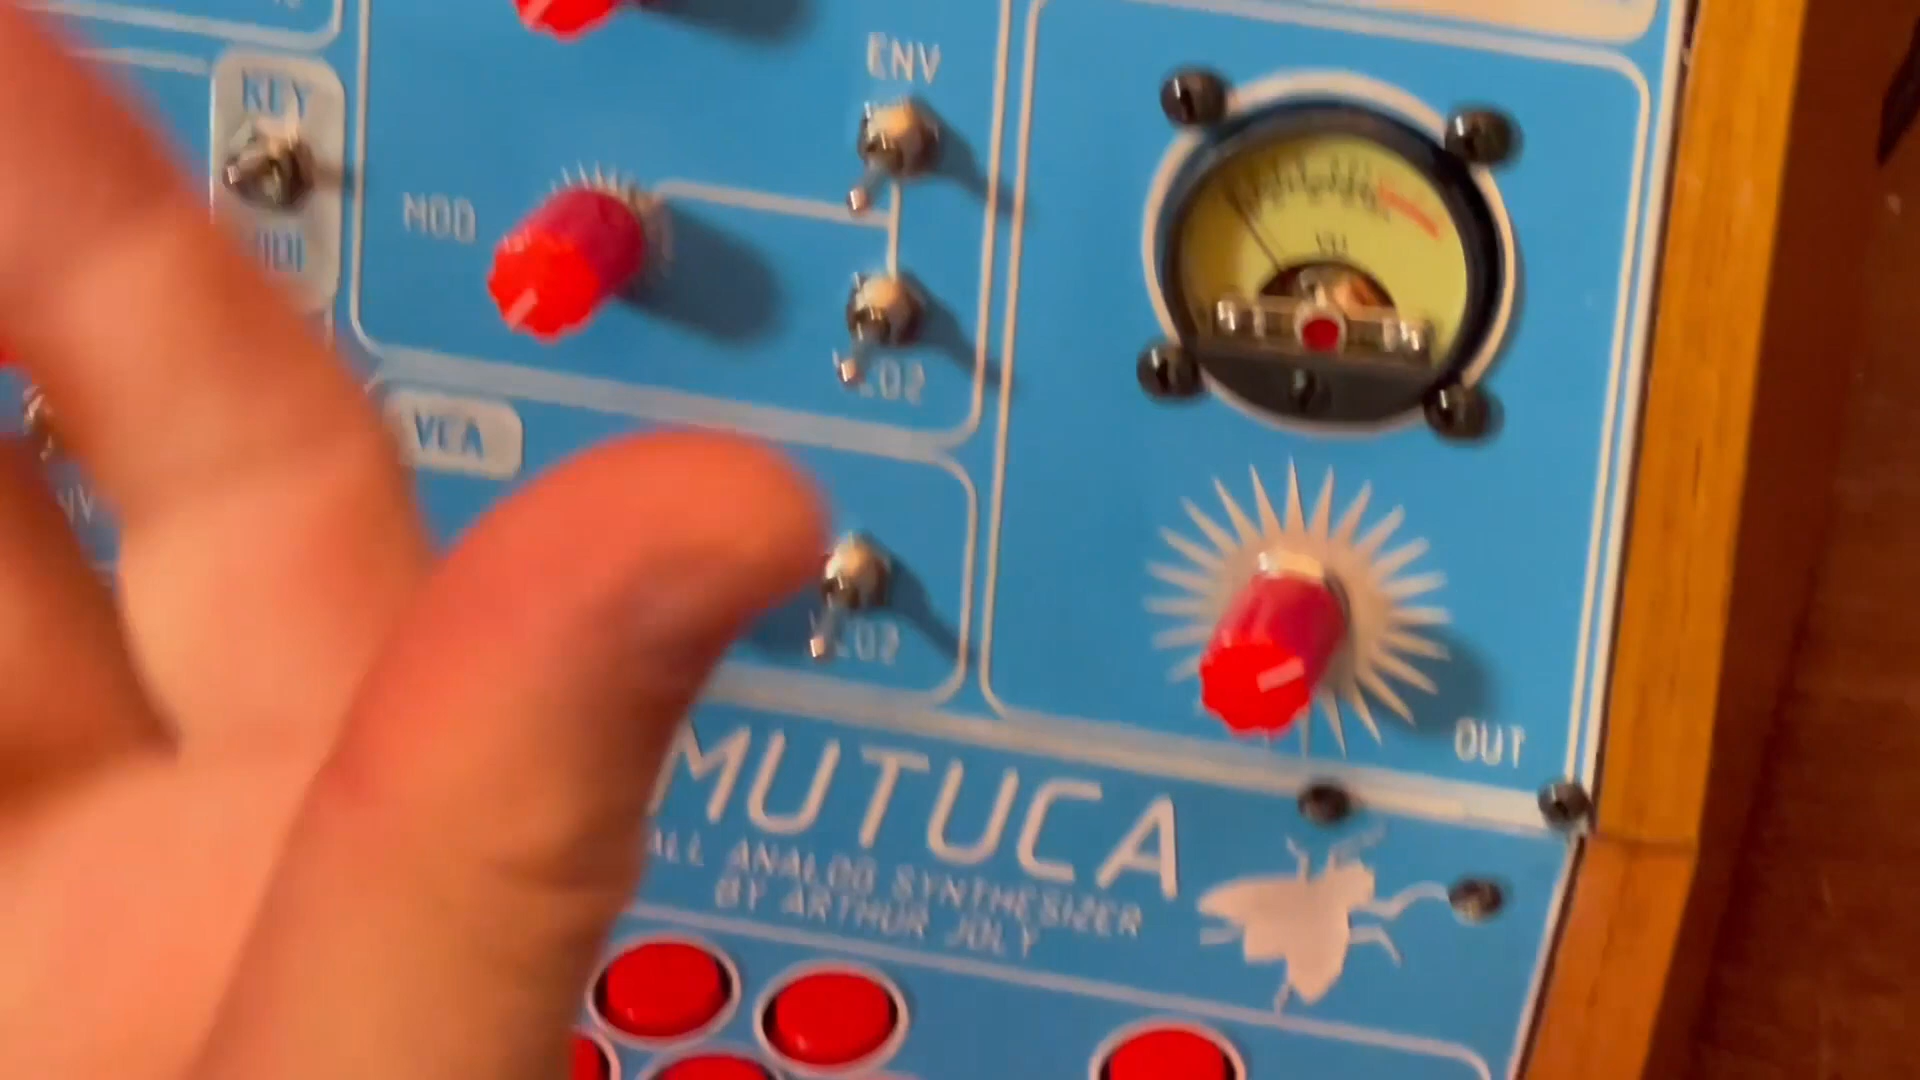 ENV
KEY
MOD
VCA
OUT
MUTUCA
ALL ANALOG SYNTHESIZER
BY ARTHUR JOLY